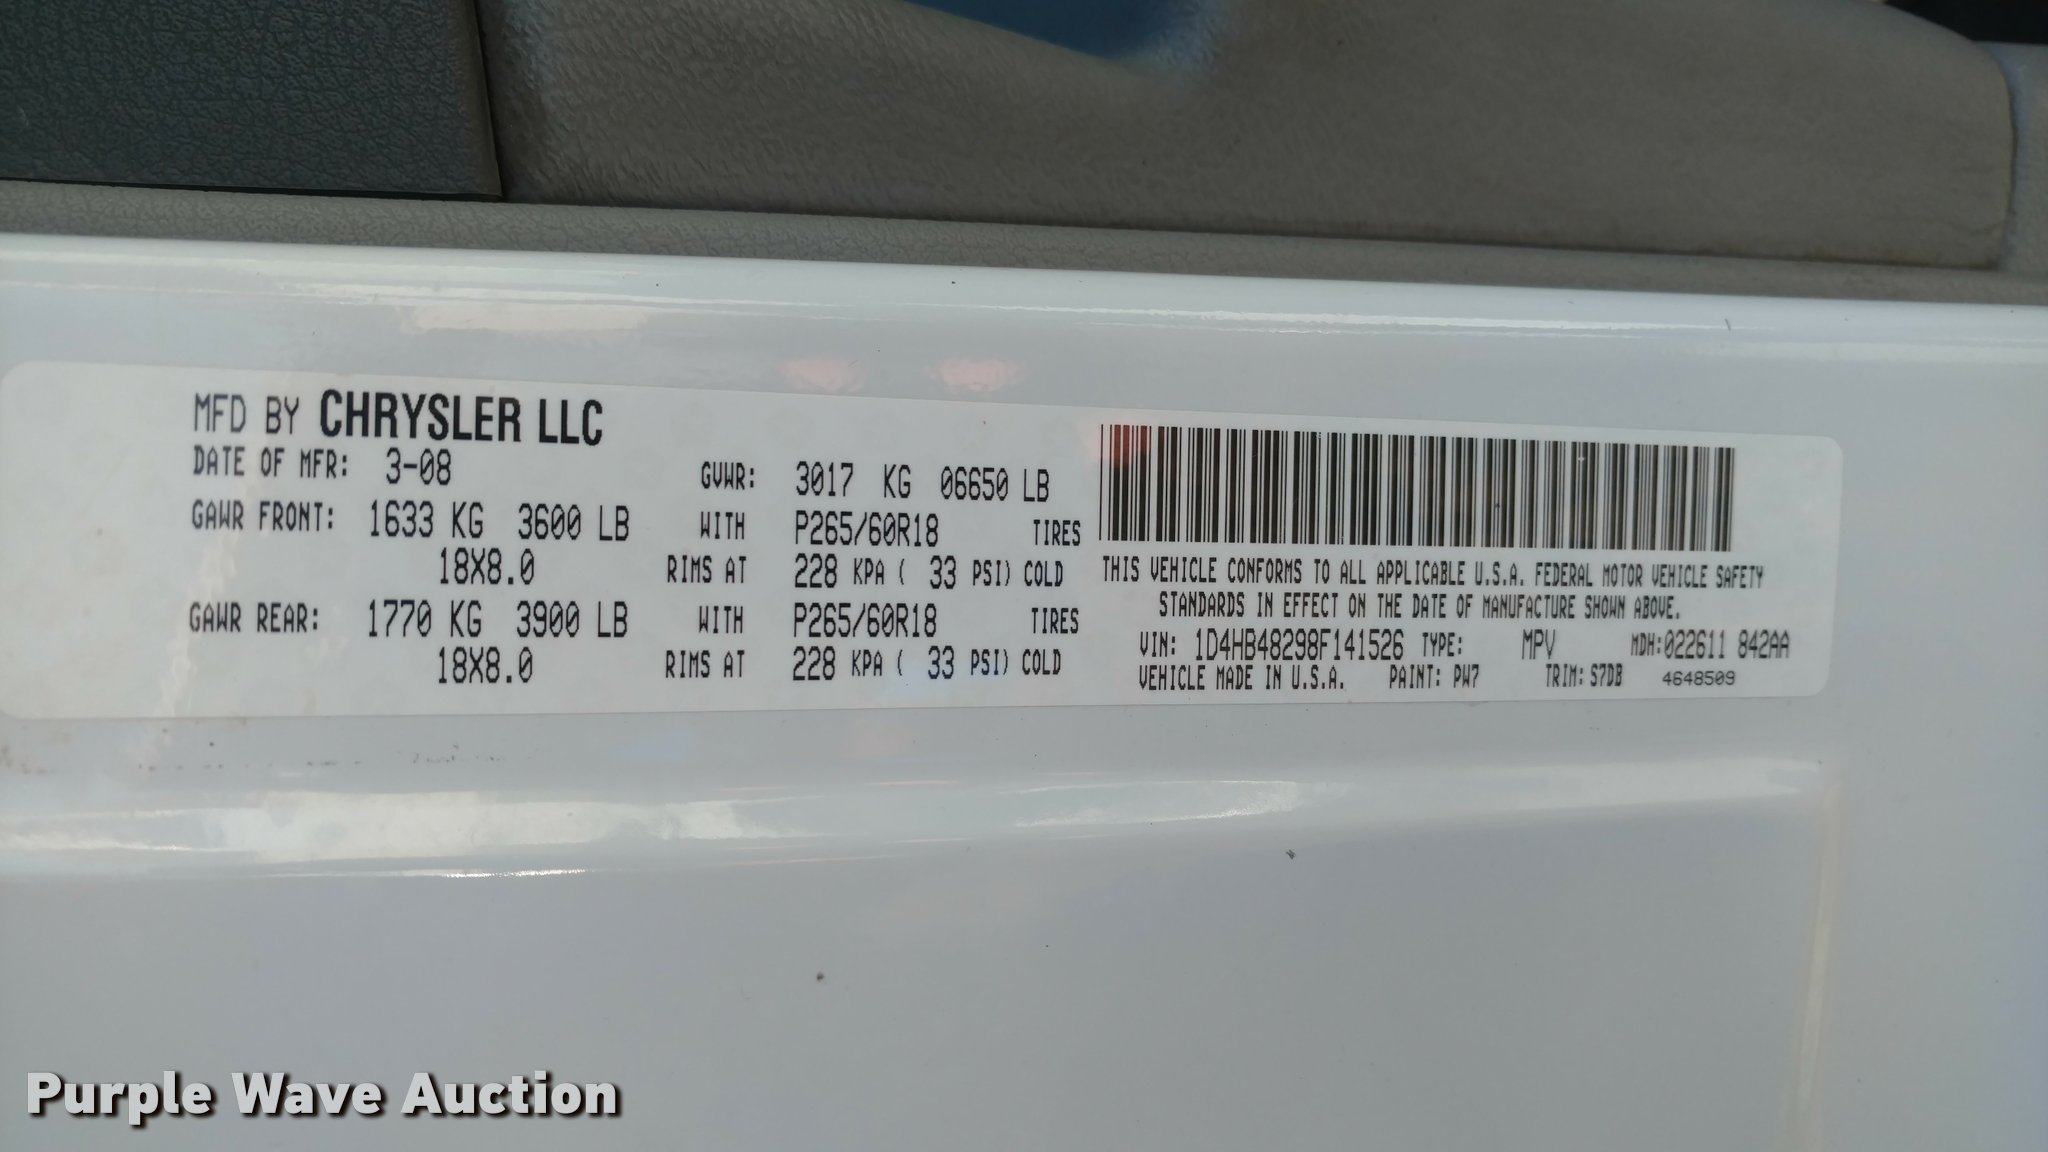 MFD BY CHRYSLER LLC
DATE OF MFR: 3-08 GVWR: 3017 KG 06650 LB
GAWR FRONT: 1633 KG 3600 LB WITH P265/60R18 TIRES
18X8.0 RIMS AT 228 KPA ( 33 PSI) COLD
GAWR REAR: 1770 KG 3900 LB WITH P265/60R18 TIRES
18X8.0 RIMS AT 228 KPA ( 33 PSI) COLD
THIS VEHICLE CONFORMS TO ALL APPLICABLE U.S.A. FEDERAL MOTOR VEHICLE SAFETY
STANDARDS IN EFFECT ON THE DATE OF MANUFACTURE SHOWN ABOVE.
VIN: 1D4HB48298F141526 TYPE: MPV MDH:022611 842AA
VEHICLE MADE IN U.S.A. PAINT: PW7 TRIM: S7DB 4648509
Purple Wave Auction